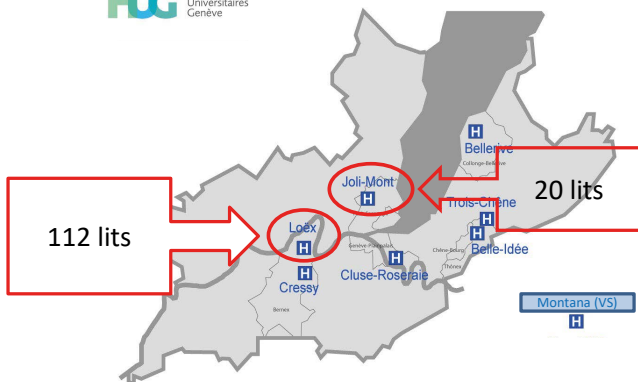 HUG
Universitaires
Genève
H
Bellerive
Collonge-Bellerive
Joli-Mont
H
20 lits
Trois-Chêne
H
112 lits
Loëx
H
Genève-Plainpalais
Chêne-Bourg
H
Belle-Idée
H
Cluse-Roseraie
Thônex
H
Cressy
Bernex
Montana (VS)
H